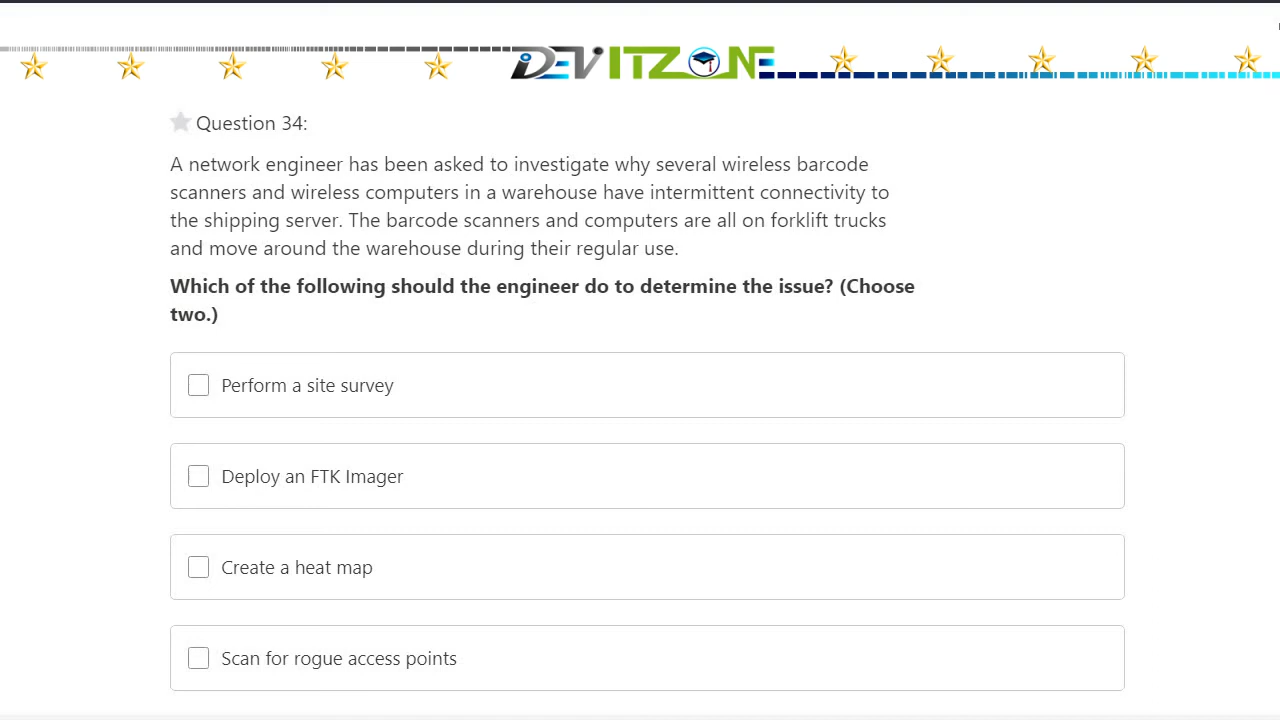 DEV ITZONE
Question 34:
A network engineer has been asked to investigate why several wireless barcode
scanners and wireless computers in a warehouse have intermittent connectivity to
the shipping server. The barcode scanners and computers are all on forklift trucks
and move around the warehouse during their regular use.
Which of the following should the engineer do to determine the issue? (Choose
two.)
Perform a site survey
Deploy an FTK Imager
Create a heat map
Scan for rogue access points